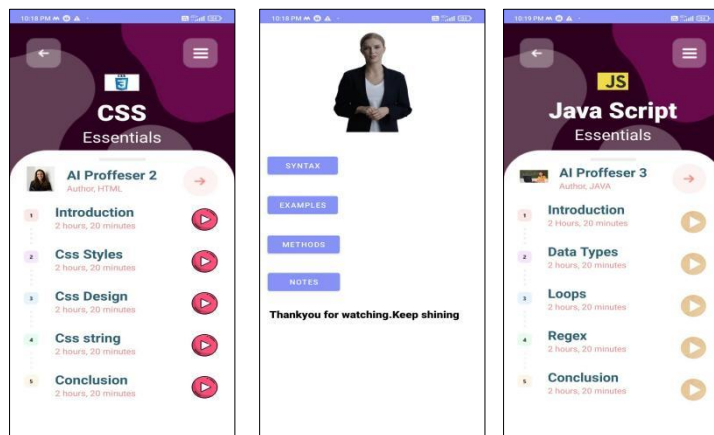 10:18 PM
CSS
CSS
Essentials
AI Proffeser 2
Author, HTML
1
Introduction
2 hours, 20 minutes
2
Css Styles
2 hours, 20 minutes
3
Css Design
2 hours, 20 minutes
4
Css string
2 hours, 20 minutes
5
Conclusion
2 hours, 20 minutes
10:18 PM
SYNTAX
EXAMPLES
METHODS
NOTES
Thankyou for watching.Keep shining
10:19 PM
JS
Java Script
Essentials
AI Proffeser 3
Author, JAVA
1
Introduction
2 Hours, 20 minutes
2
Data Types
2 hours, 20 minutes
3
Loops
2 hours, 20 minutes
4
Regex
2 hours, 20 minutes
5
Conclusion
2 hours, 20 minutes